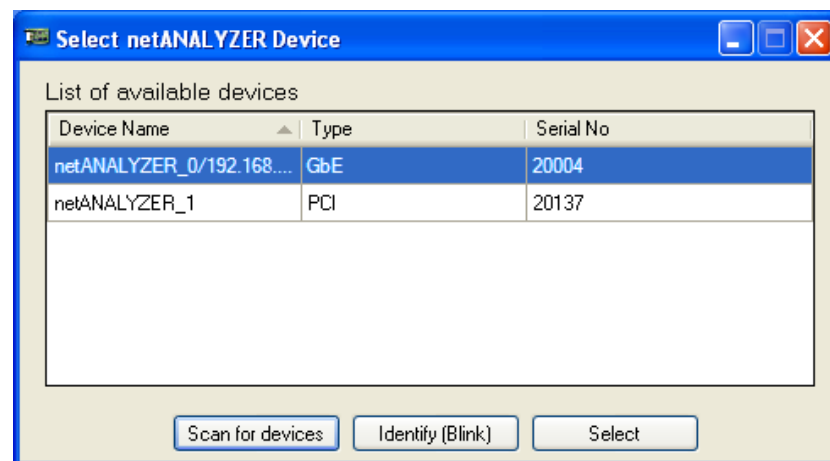 Select netANALYZER Device
List of available devices
Device Name Type Serial No
netANALYZER_0/192.168.... GbE 20004
netANALYZER_1 PCI 20137
Scan for devices Identify (Blink) Select